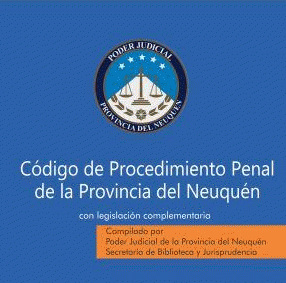 PODER JUDICIAL
PROVINCIA DEL NEUQUÉN
Código de Procedimiento Penal
de la Provincia del Neuquén
con legislación complementaria
Compilado por
Poder Judicial de la Provincia del Neuquén
Secretaría de Biblioteca y Jurisprudencia